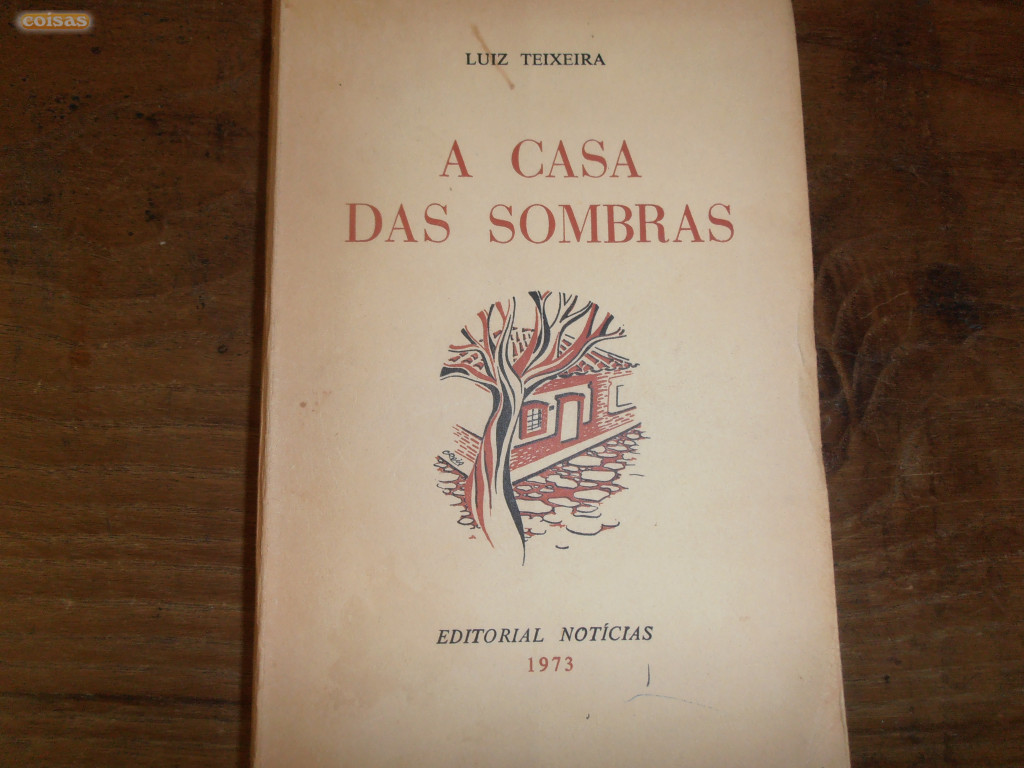 coisas
LUIZ TEIXEIRA
A CASA
DAS SOMBRAS
EDITORIAL NOTÍCIAS
1973